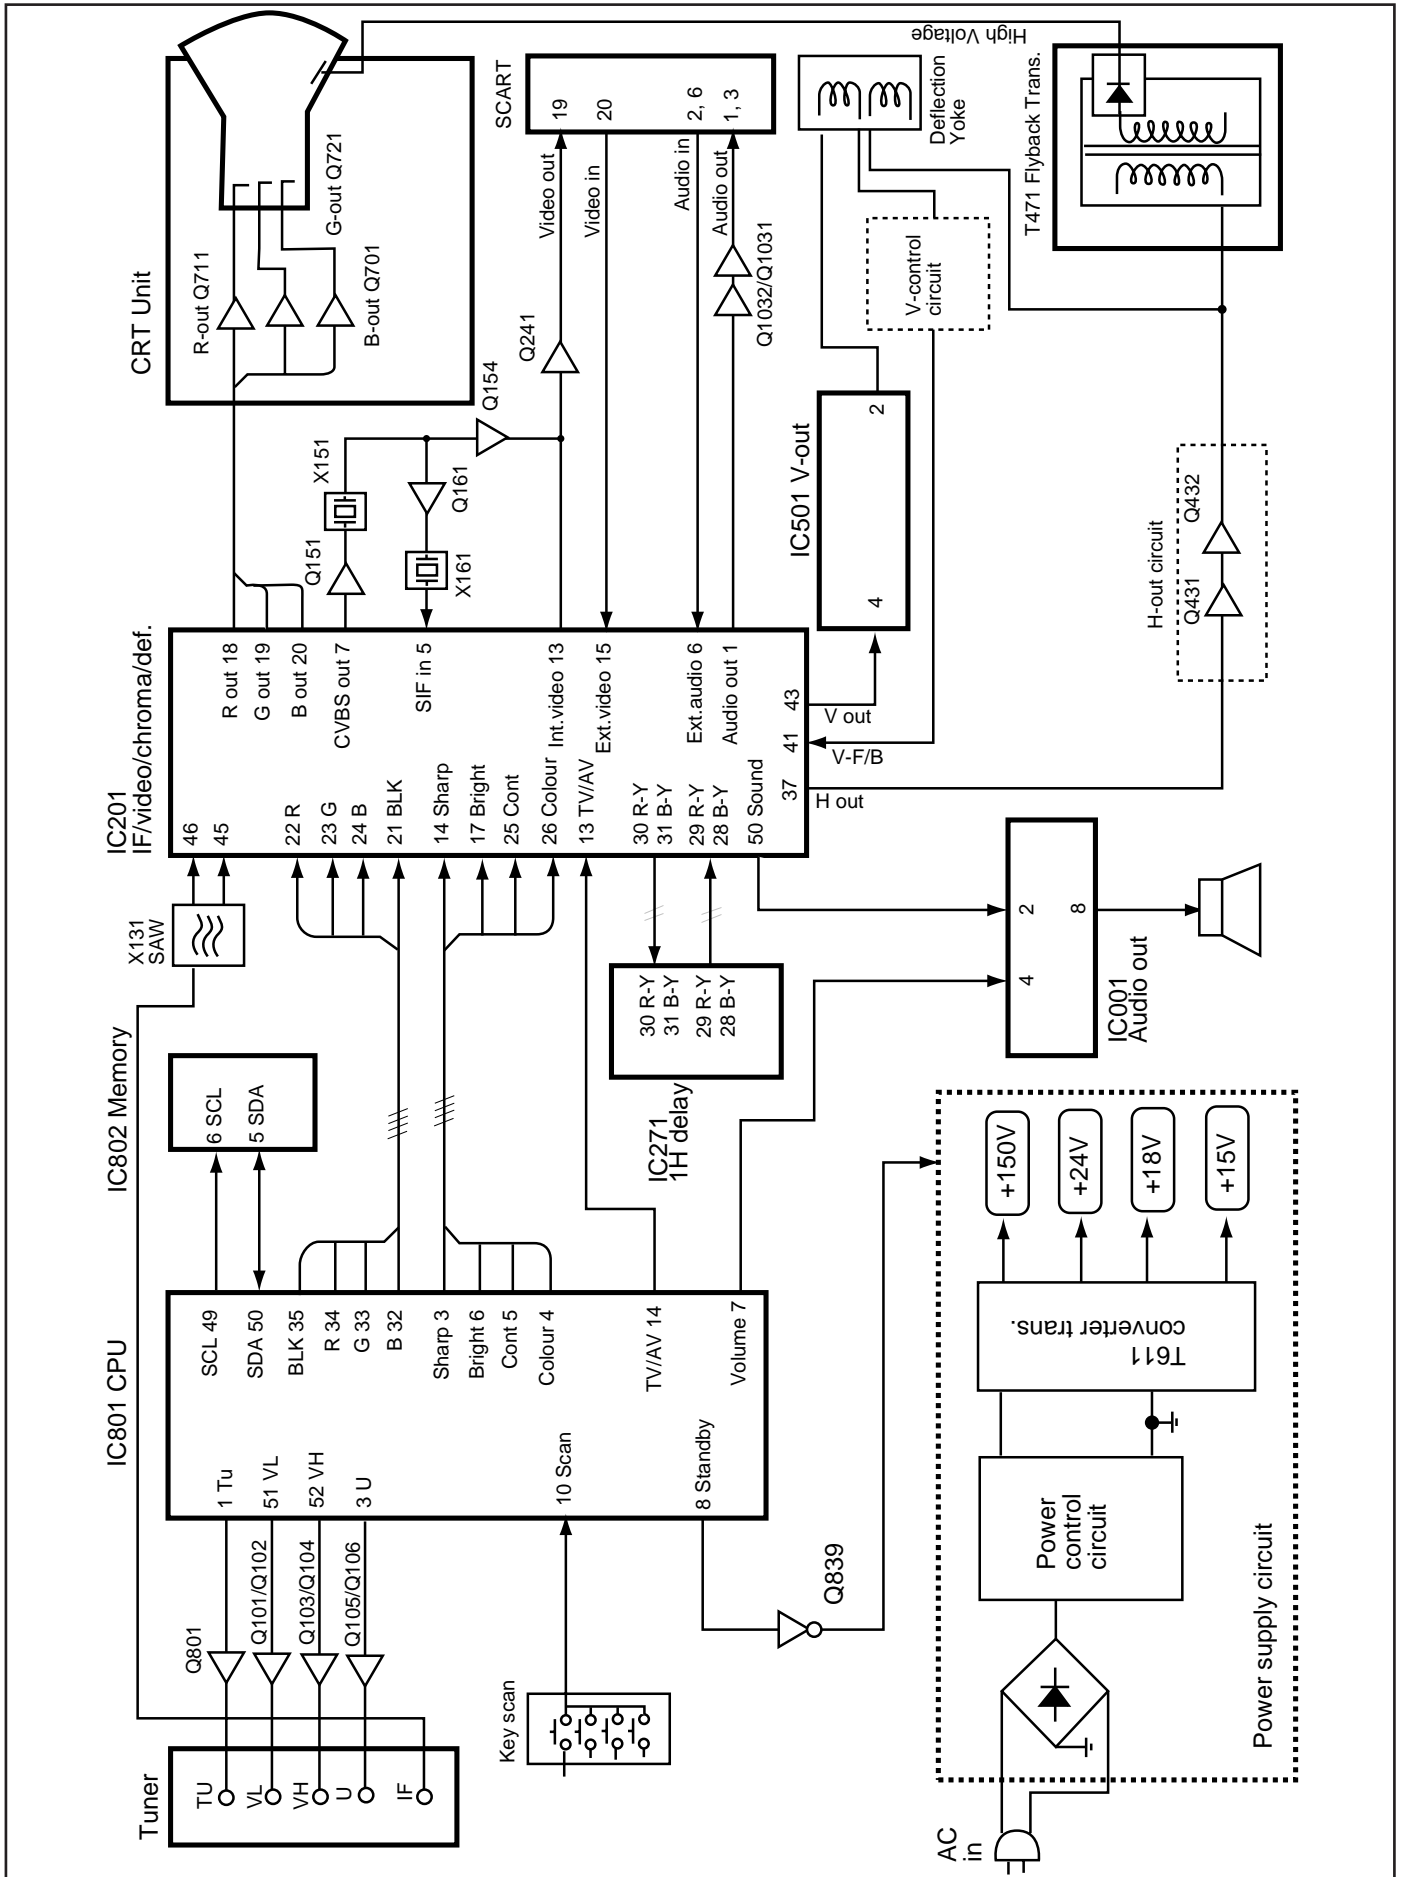 CRT Unit
R-out Q711
G-out Q721
B-out Q701
SCART
19
20
2, 6
1, 3
Video out
Video in
Audio in
Audio out
Q241
Q154
Q1032/Q1031
X151
Q151
Q161
X161
High Voltage
Deflection
Yoke
T471 Flyback Trans.
V-control
circuit
IC501 V-out
2
4
H-out circuit
Q431
Q432
IC201
IF/video/chroma/def.
R out 18
G out 19
B out 20
CVBS out 7
SIF in 5
Int.video 13
Ext.video 15
Ext.audio 6
Audio out 1
46
45
22 R
23 G
24 B
21 BLK
14 Sharp
17 Bright
25 Cont
26 Colour
13 TV/AV
30 R-Y
31 B-Y
29 R-Y
28 B-Y
50 Sound
43
41
37
V out
V-F/B
H out
X131
SAW
IC802 Memory
6 SCL
5 SDA
IC271
1H delay
30 R-Y
31 B-Y
29 R-Y
28 B-Y
IC001
Audio out
2
4
8
IC801 CPU
SCL 49
SDA 50
BLK 35
R 34
G 33
B 32
Sharp 3
Bright 6
Cont 5
Colour 4
TV/AV 14
Volume 7
1 Tu
51 VL
52 VH
3 U
10 Scan
8 Standby
Q801
Q101/Q102
Q103/Q104
Q105/Q106
Q839
Tuner
TU
VL
VH
U
IF
Key scan
+150V
+24V
+18V
+15V
T611
converter trans.
Power
control
circuit
Power supply circuit
AC
in